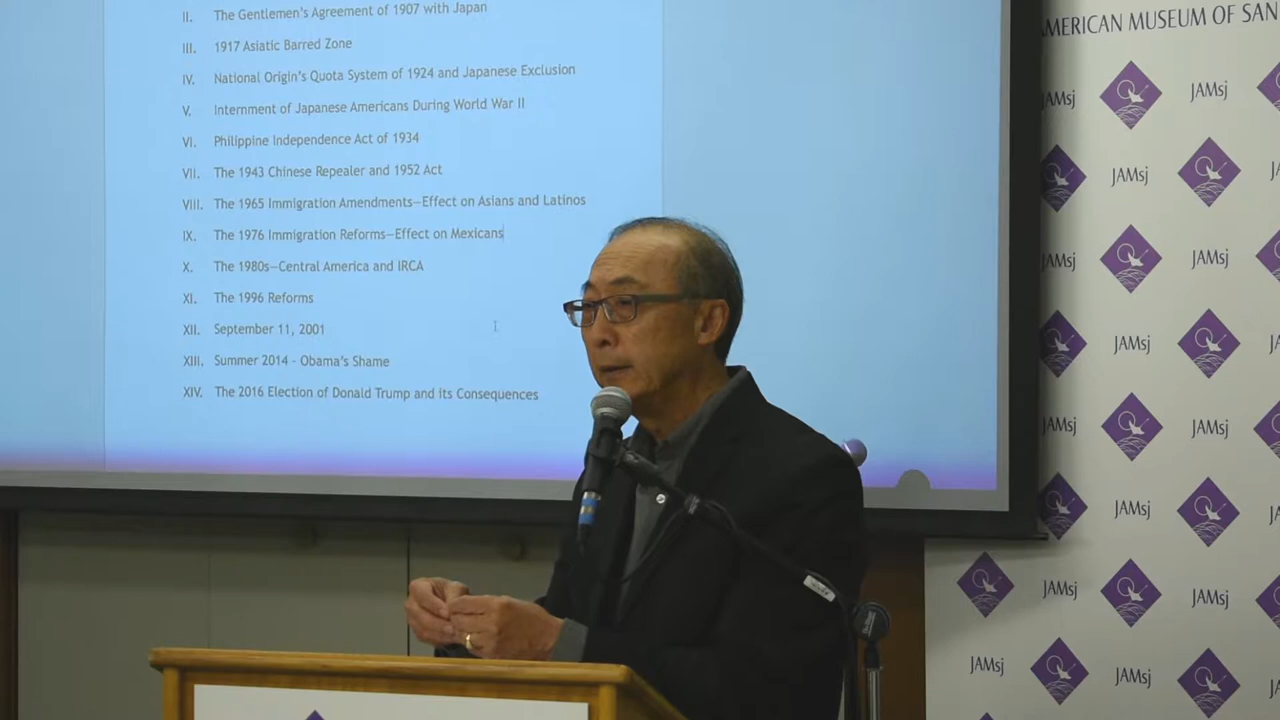 II. The Gentlemen's Agreement of 1907 with Japan
III. 1917 Asiatic Barred Zone
IV. National Origin's Quota System of 1924 and Japanese Exclusion
V. Internment of Japanese Americans During World War II
VI. Philippine Independence Act of 1934
VII. The 1943 Chinese Repealer and 1952 Act
VIII. The 1965 Immigration Amendments—Effect on Asians and Latinos
IX. The 1976 Immigration Reforms—Effect on Mexicans
X. The 1980s—Central America and IRCA
XI. The 1996 Reforms
XII. September 11, 2001
XIII. Summer 2014 - Obama's Shame
XIV. The 2016 Election of Donald Trump and its Consequences
AMERICAN MUSEUM OF SAN
JAMsj
JAMsj
JAMsj
JAMsj
JAMsj
JAMsj
JAMsj
JAMsj
JAMsj
JAMsj
JAMsj
JAMsj
JAMsj
JAMsj